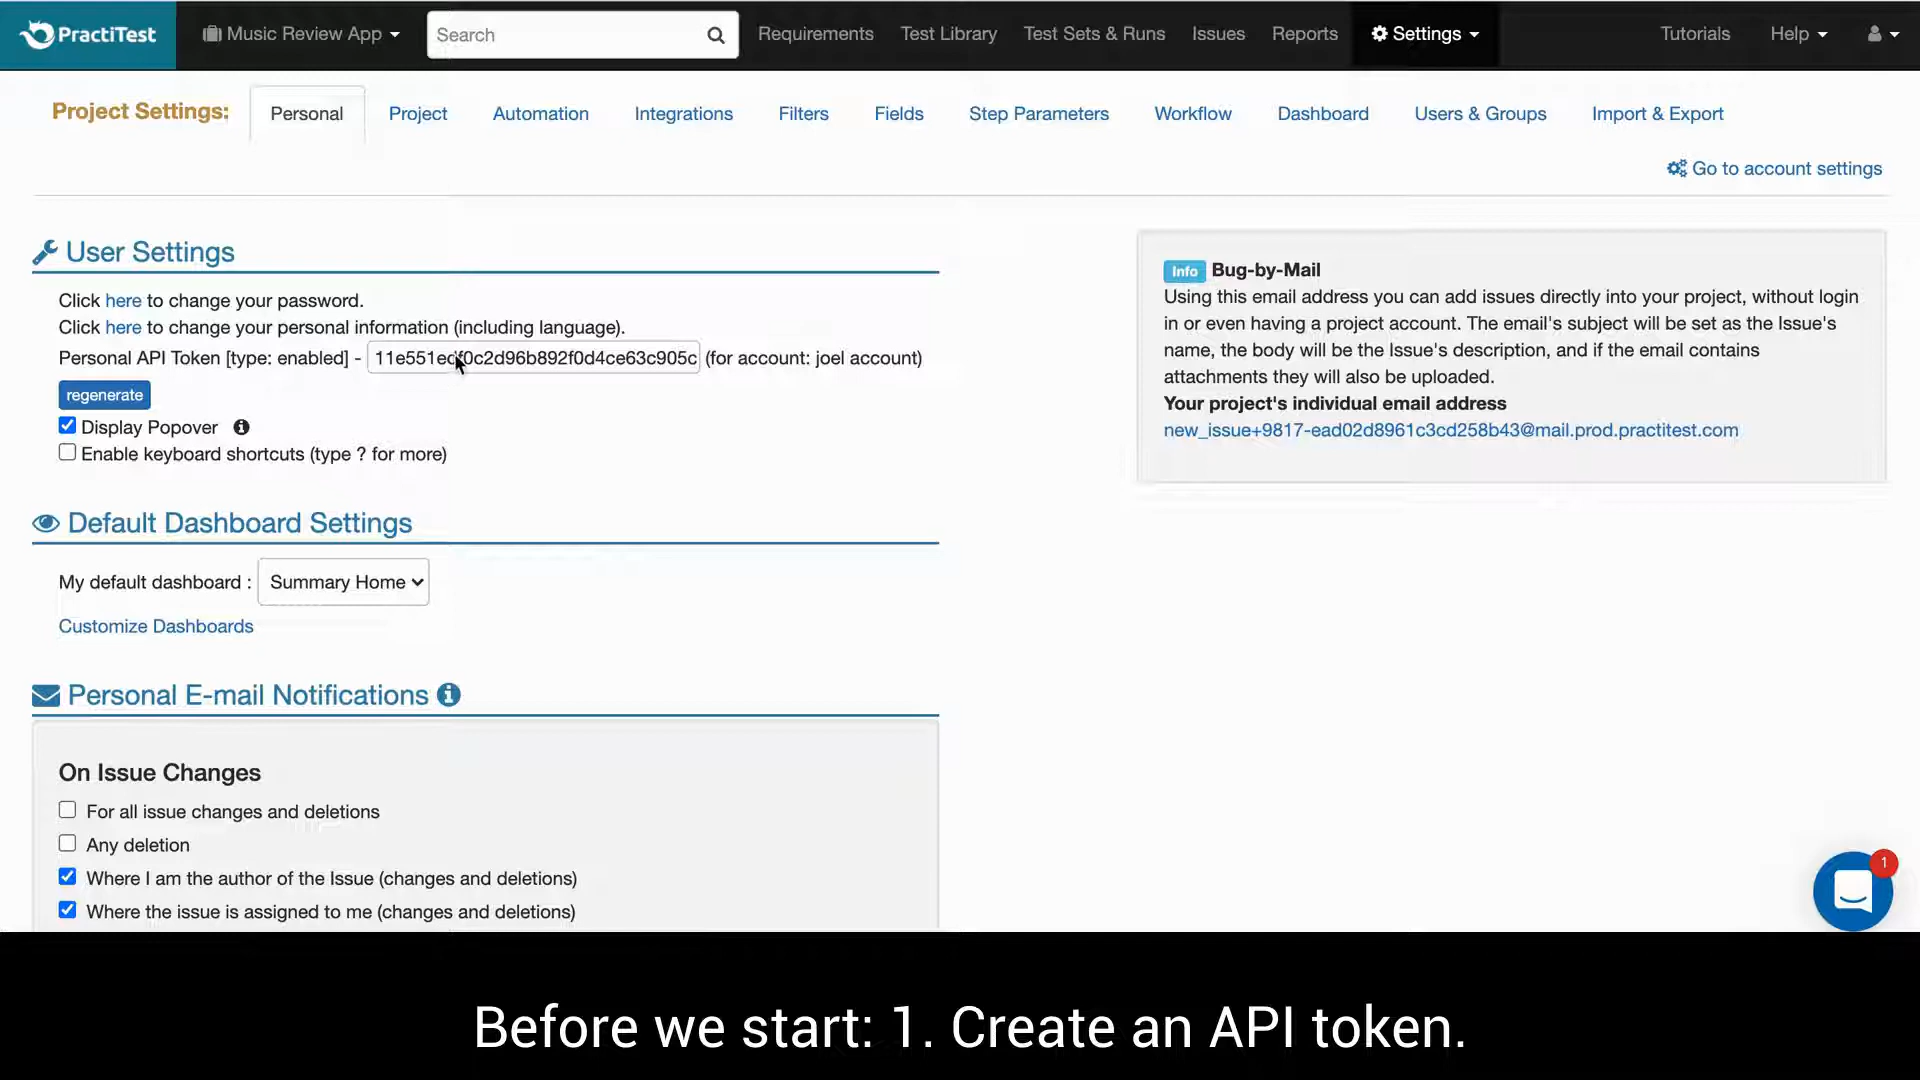 PractiTest
Music Review App
Search
Requirements
Test Library
Test Sets & Runs
Issues
Reports
Settings
Tutorials
Help
Project Settings:
Personal
Project
Automation
Integrations
Filters
Fields
Step Parameters
Workflow
Dashboard
Users & Groups
Import & Export
Go to account settings
User Settings
Click here to change your password.
Click here to change your personal information (including language).
Personal API Token [type: enabled] - (for account: joel account)
regenerate
Display Popover
Enable keyboard shortcuts (type ? for more)
Info Bug-by-Mail
Using this email address you can add issues directly into your project, without login
in or even having a project account. The email's subject will be set as the Issue's
name, the body will be the Issue's description, and if the email contains
attachments they will also be uploaded.
Your project's individual email address
new_issue+9817-ead02d8961c3cd258b43@mail.prod.practitest.com
Default Dashboard Settings
My default dashboard : Summary Home
Customize Dashboards
Personal E-mail Notifications
On Issue Changes
For all issue changes and deletions
Any deletion
Where I am the author of the Issue (changes and deletions)
Where the issue is assigned to me (changes and deletions)
1
Before we start: 1. Create an API token.